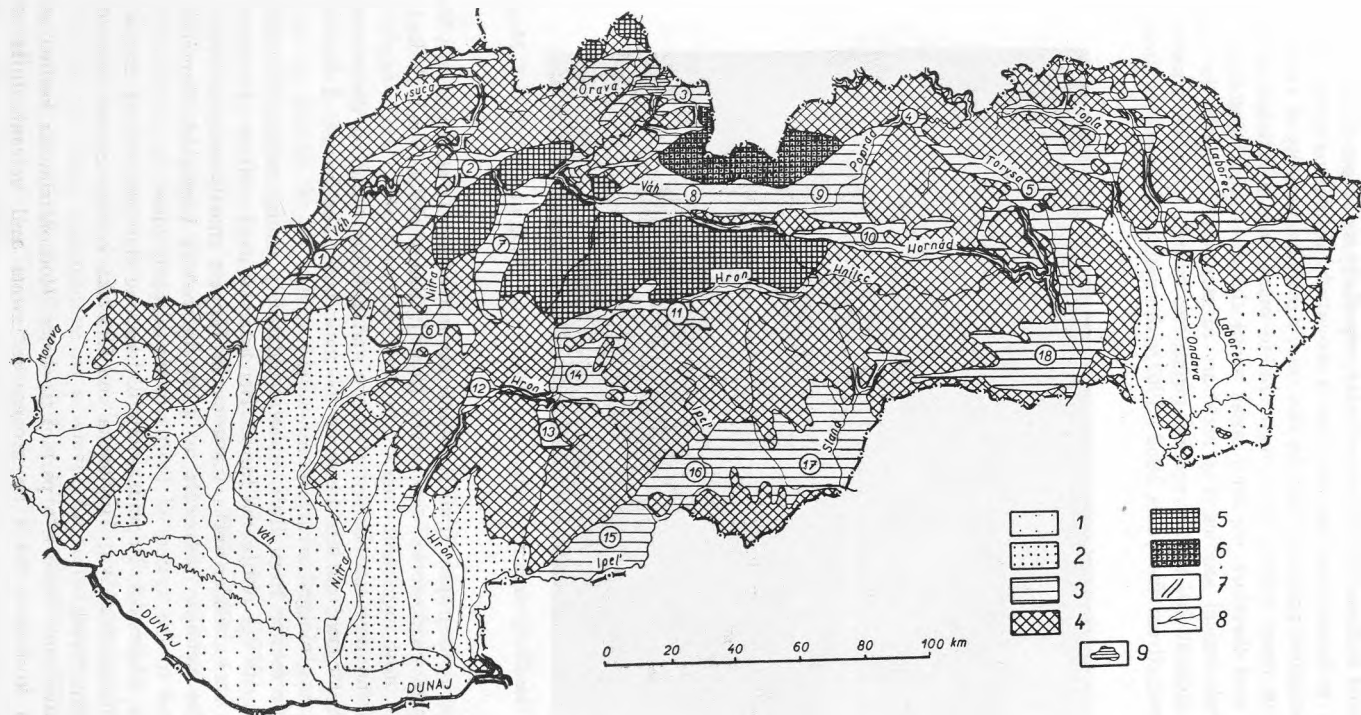 Kysuca
Orava
3
2
Poprad
4
Topľa
Laborec
Torysa
5
Váh
8
9
1
Váh
7
10
Hornád
Nitra
Hron
Hnilec
11
6
Morava
18
Ondava
Laborec
14
12
Hron
13
Ipeľ
Slaná
16
17
15
Ipeľ
Váh
Nitra
Hron
DUNAJ
DUNAJ
1
2
3
4
5
6
7
8
9
0 20 40 60 80 100 km